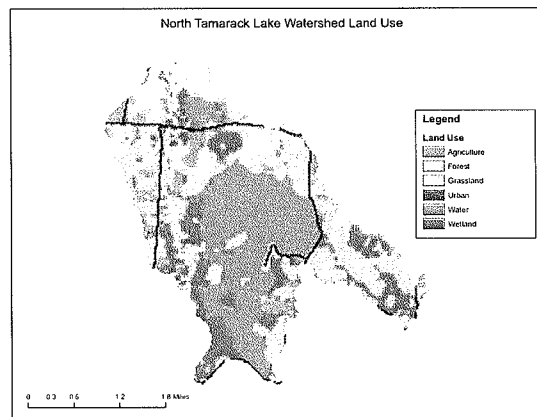 North Tamarack Lake Watershed Land Use
Legend
Land Use
Agriculture
Forest
Grassland
Urban
Water
Wetland
0 0.3 0.6 1.2 1.8 Miles